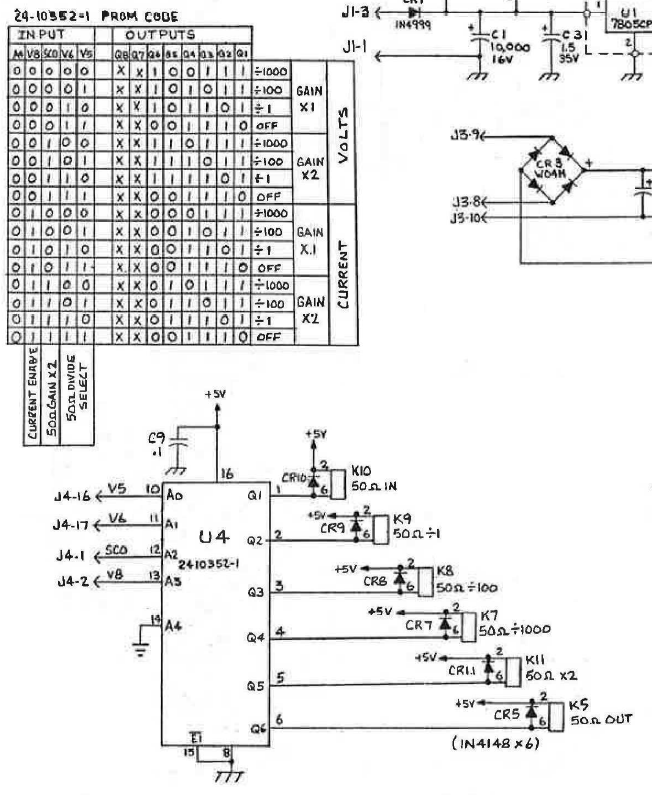 24-10352-1 PROM CODE
INPUT OUTPUTS
A4 V8 SCO V6 V5 Q8 Q7 Q6 Q5 Q4 Q3 Q2 Q1
0 0 0 0 0 X X 1 0 0 1 1 1 ÷1000
0 0 0 0 1 X X 1 0 1 0 1 1 ÷100
0 0 0 1 0 X X 1 0 1 1 0 1 ÷1
0 0 0 1 1 X X 0 0 1 1 1 0 OFF
GAIN
X1
0 0 1 0 0 X X 1 1 0 1 1 1 ÷1000
0 0 1 0 1 X X 1 1 1 0 1 1 ÷100
0 0 1 1 0 X X 1 1 1 1 0 1 ÷1
0 0 1 1 1 X X 0 0 1 1 1 0 OFF
GAIN
X2
VOLTS
0 1 0 0 0 X X 0 0 0 1 1 1 ÷1000
0 1 0 0 1 X X 0 0 1 0 1 1 ÷100
0 1 0 1 0 X X 0 0 1 1 0 1 ÷1
0 1 0 1 1 X X 0 0 1 1 1 0 OFF
GAIN
X.1
0 1 1 0 0 X X 0 1 0 1 1 1 ÷1000
0 1 1 0 1 X X 0 1 1 0 1 1 ÷100
0 1 1 1 0 X X 0 1 1 1 0 1 ÷1
0 1 1 1 1 X X 0 0 1 1 1 0 OFF
GAIN
X2
CURRENT
CURRENT ENABLE
50Ω GAIN X2
50Ω DIVIDE
SELECT
J1-3
1N4999
J1-1
+
C1
10,000
16V
+
C31
1.5
35V
1
U1
7805CP
2
J3-9
CR3
W04M
+
J3-8
J3-10
+
+5V
C9
.1
16
J4-16 V5 10 A0
J4-17 V6 11 A1
J4-1 SCO 12 A2
J4-2 V8 13 A3
14 A4
U4
2410352-1
E1
15 8
Q1 1
+5V
CR10 2 6 K10
50Ω IN
Q2 2
+5V
CR9 2 6 K9
50Ω ÷1
Q3 3
+5V
CR8 2 6 K8
50Ω ÷100
Q4 4
+5V
CR7 2 6 K7
50Ω ÷1000
Q5 5
+5V
CR11 2 6 K11
50Ω X2
Q6 6
+5V
CR5 2 6 K5
50Ω OUT
(1N4148 X6)